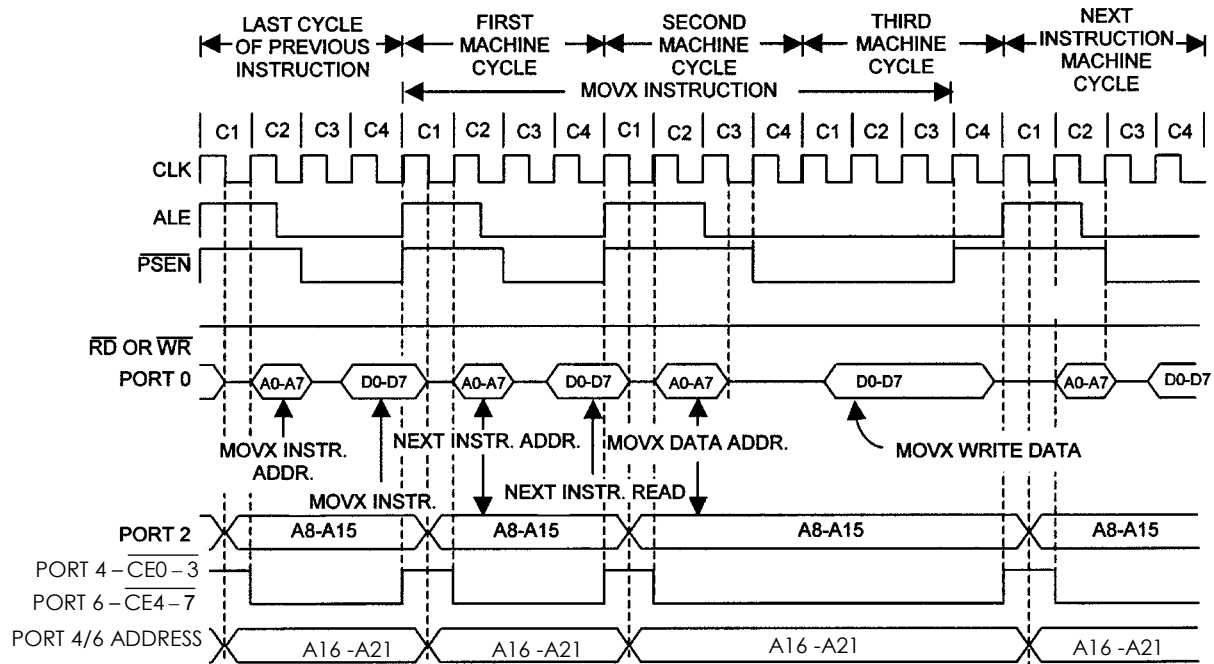 LAST CYCLE
OF PREVIOUS
INSTRUCTION
FIRST
MACHINE
CYCLE
SECOND
MACHINE
CYCLE
THIRD
MACHINE
CYCLE
NEXT
INSTRUCTION
MACHINE
CYCLE
MOVX INSTRUCTION
C1 C2 C3 C4 C1 C2 C3 C4 C1 C2 C3 C4 C1 C2 C3 C4 C1 C2 C3 C4
CLK
ALE
PSEN
RD OR WR
PORT 0
A0-A7 D0-D7 A0-A7 D0-D7 A0-A7 D0-D7 A0-A7 D0-D7
MOVX INSTR.
ADDR.
NEXT INSTR. ADDR.
MOVX DATA ADDR.
MOVX WRITE DATA
MOVX INSTR.
NEXT INSTR. READ
PORT 2 A8-A15 A8-A15 A8-A15 A8-A15
PORT 4 – CE0 – 3
PORT 6 – CE4 – 7
PORT 4/6 ADDRESS A16 -A21 A16 -A21 A16 -A21 A16 -A21